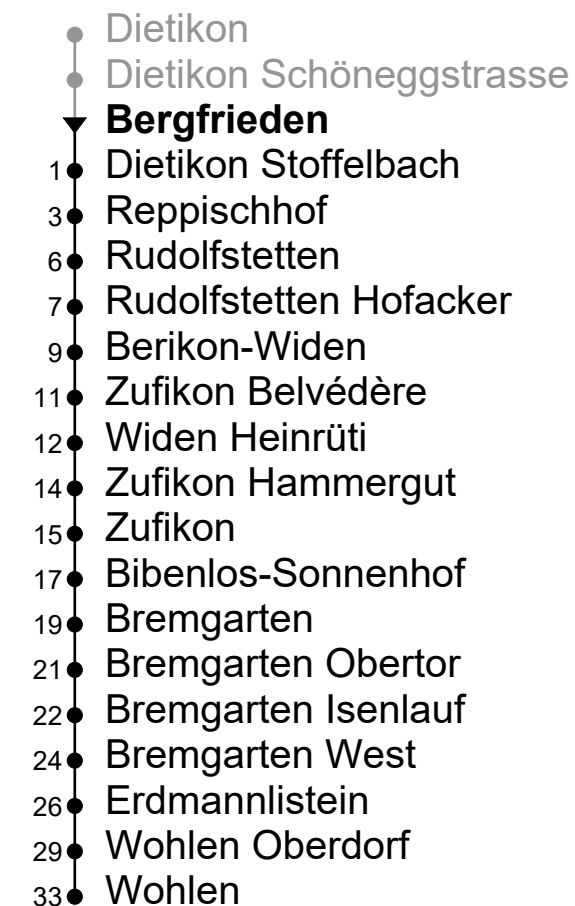 Dietikon
Dietikon Schöneggstrasse
Bergfrieden
1 Dietikon Stoffelbach
3 Reppischhof
6 Rudolfstetten
7 Rudolfstetten Hofacker
9 Berikon-Widen
11 Zufikon Belvédère
12 Widen Heinrüti
14 Zufikon Hammergut
15 Zufikon
17 Bibenlos-Sonnenhof
19 Bremgarten
21 Bremgarten Obertor
22 Bremgarten Isenlauf
24 Bremgarten West
26 Erdmannlistein
29 Wohlen Oberdorf
33 Wohlen